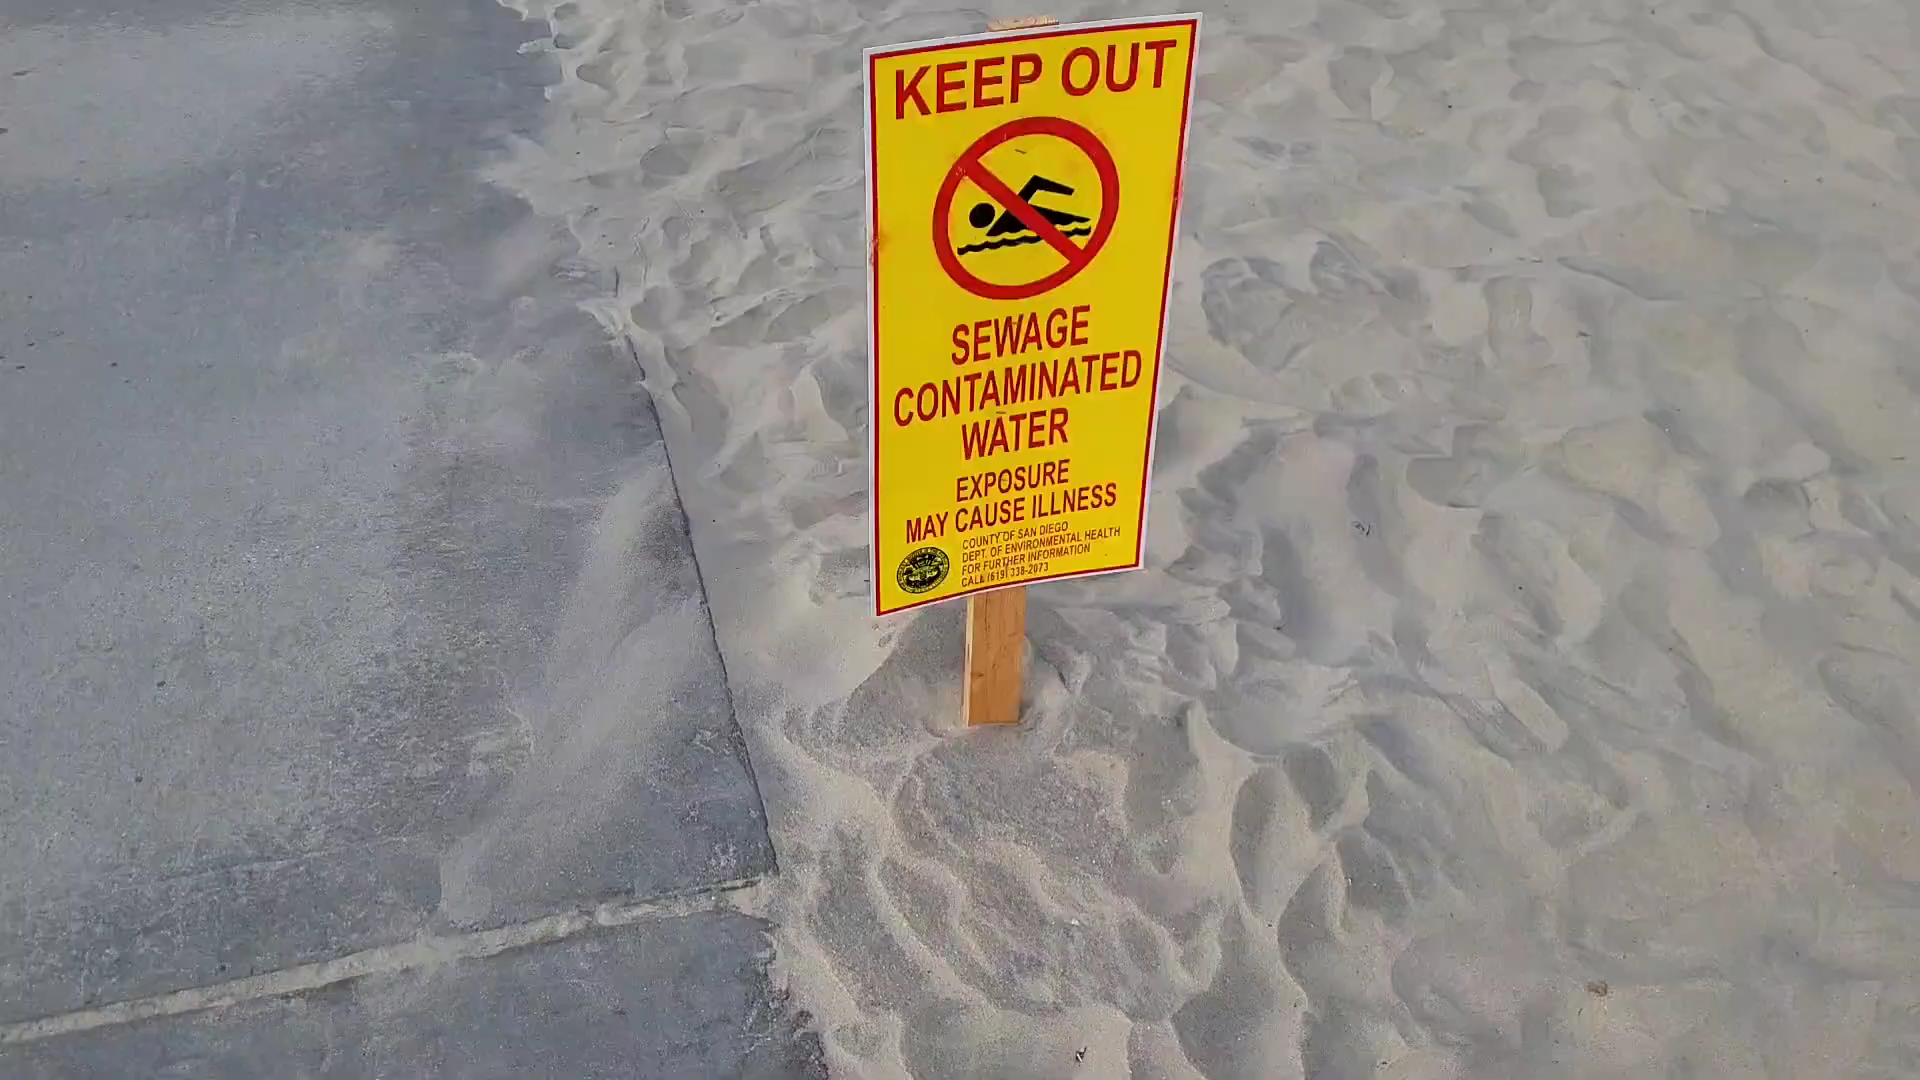 KEEP OUT
SEWAGE
CONTAMINATED
WATER
EXPOSURE
MAY CAUSE ILLNESS
COUNTY OF SAN DIEGO
DEPT. OF ENVIRONMENTAL HEALTH
FOR FURTHER INFORMATION
CALL (619) 338-2073